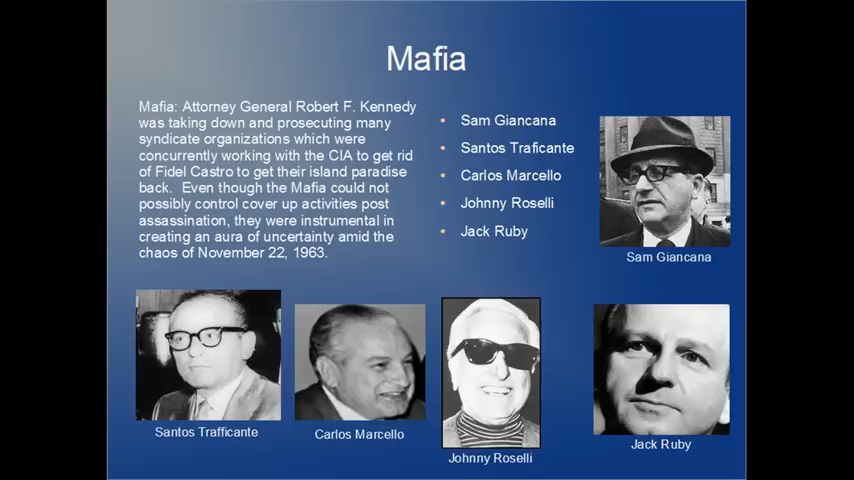 Mafia
Mafia: Attorney General Robert F. Kennedy
was taking down and prosecuting many
syndicate organizations which were
concurrently working with the CIA to get rid
of Fidel Castro to get their island paradise
back. Even though the Mafia could not
possibly control cover up activities post
assassination, they were instrumental in
creating an aura of uncertainty amid the
chaos of November 22, 1963.
• Sam Giancana
• Santos Traficante
• Carlos Marcello
• Johnny Roselli
• Jack Ruby
Sam Giancana
Santos Trafficante
Carlos Marcello
Johnny Roselli
Jack Ruby